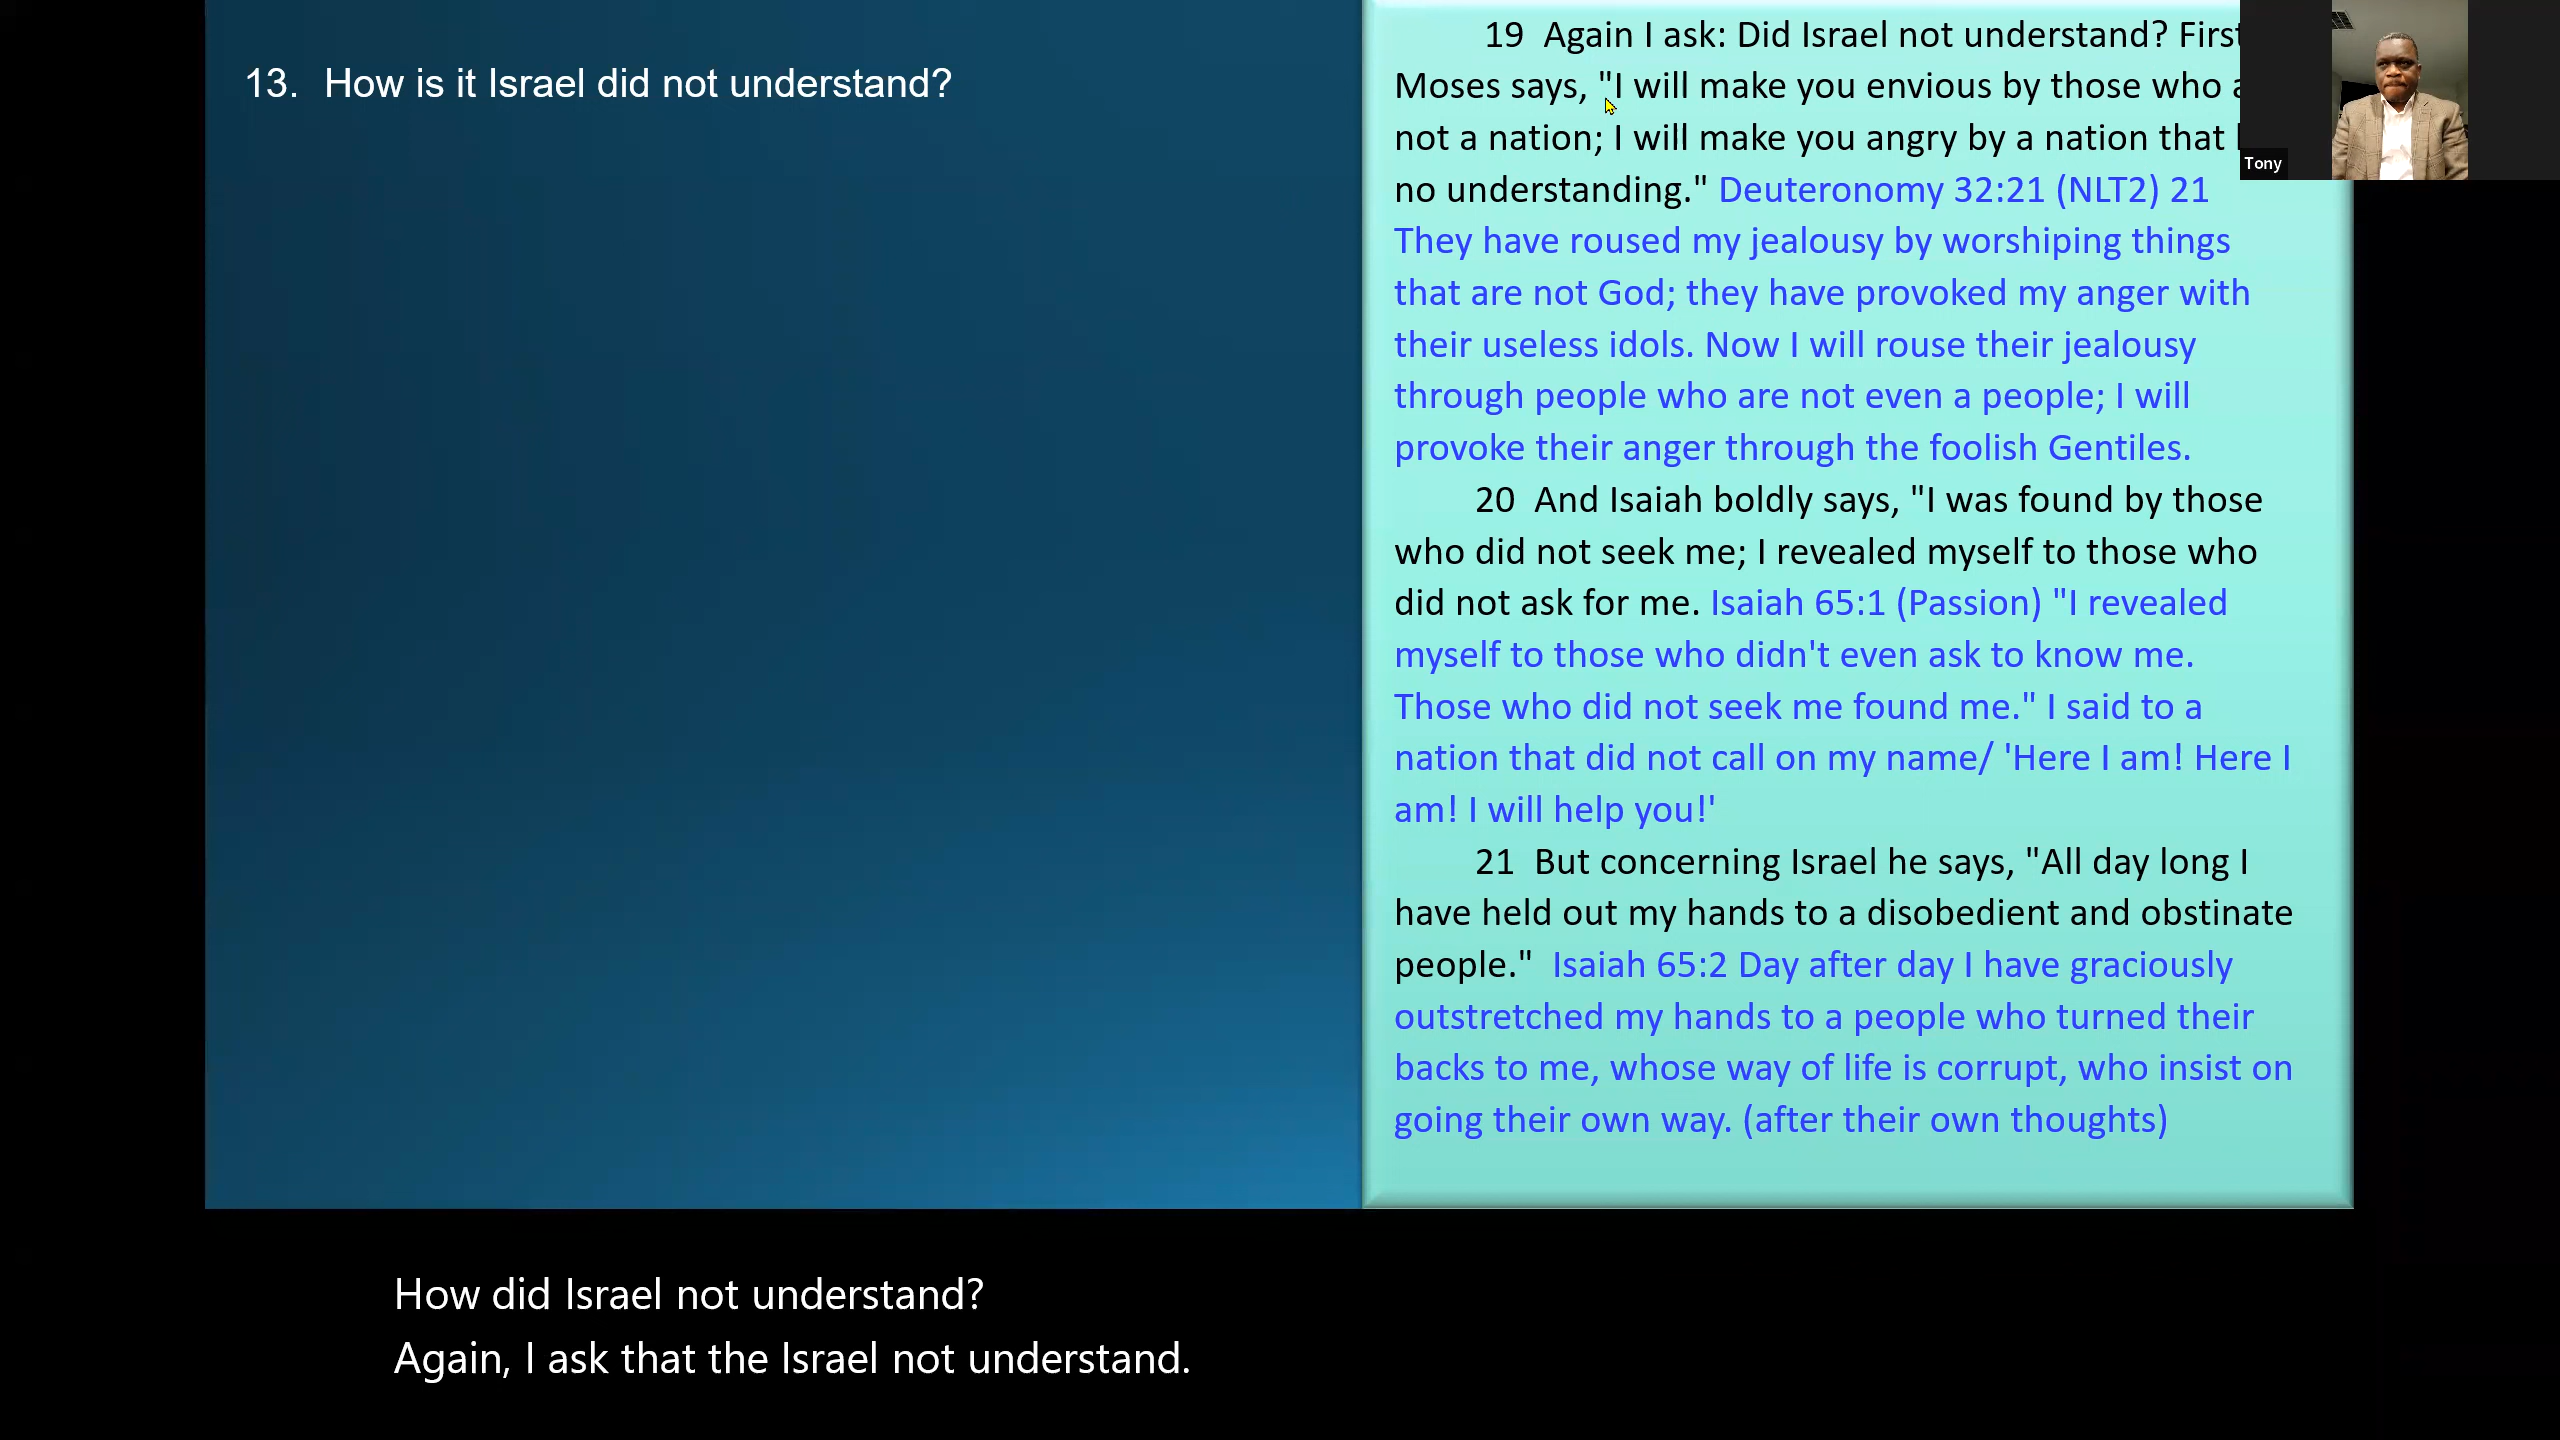 13. How is it Israel did not understand?
19 Again I ask: Did Israel not understand? First
Moses says, "I will make you envious by those who
not a nation; I will make you angry by a nation that
no understanding." Deuteronomy 32:21 (NLT2) 21
They have roused my jealousy by worshiping things
that are not God; they have provoked my anger with
their useless idols. Now I will rouse their jealousy
through people who are not even a people; I will
provoke their anger through the foolish Gentiles.
20 And Isaiah boldly says, "I was found by those
who did not seek me; I revealed myself to those who
did not ask for me. Isaiah 65:1 (Passion) "I revealed
myself to those who didn't even ask to know me.
Those who did not seek me found me." I said to a
nation that did not call on my name/ 'Here I am! Here I
am! I will help you!'
21 But concerning Israel he says, "All day long I
have held out my hands to a disobedient and obstinate
people." Isaiah 65:2 Day after day I have graciously
outstretched my hands to a people who turned their
backs to me, whose way of life is corrupt, who insist on
going their own way. (after their own thoughts)
Tony
How did Israel not understand?
Again, I ask that the Israel not understand.